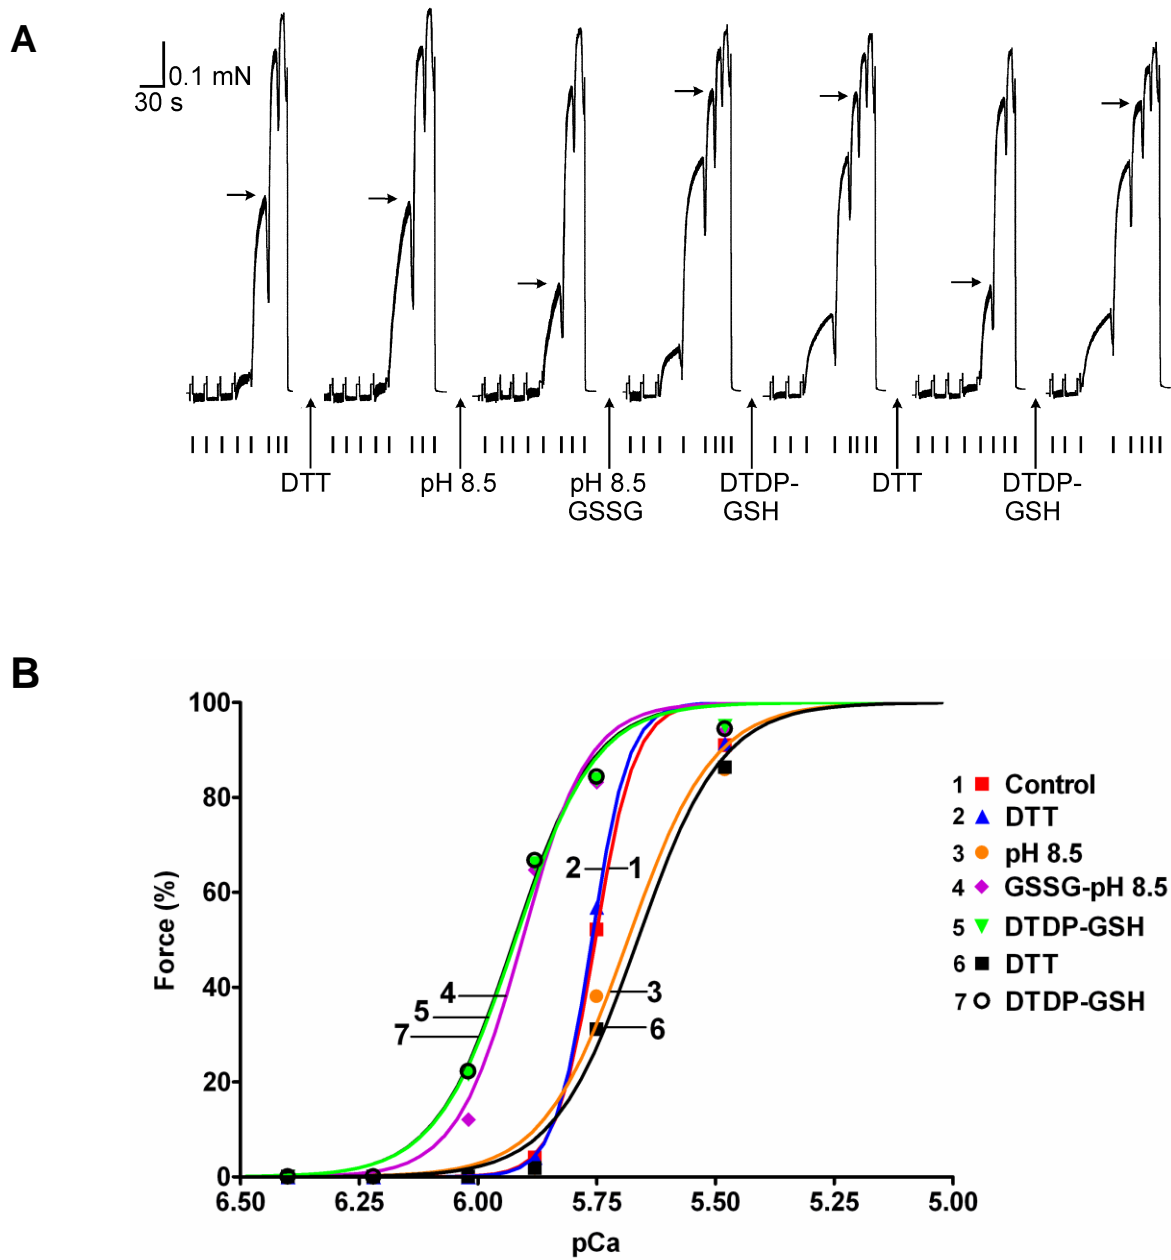 A
0.1 mN
30 s
DTT
pH 8.5
pH 8.5
GSSG
DTDP-
GSH
DTT
DTDP-
GSH
B
100
80
60
40
20
0
Force (%)
6.50
6.25
6.00
5.75
5.50
5.25
5.00
pCa
2
1
4
5
7
3
6
1 Control
2 DTT
3 pH 8.5
4 GSSG-pH 8.5
5 DTDP-GSH
6 DTT
7 DTDP-GSH